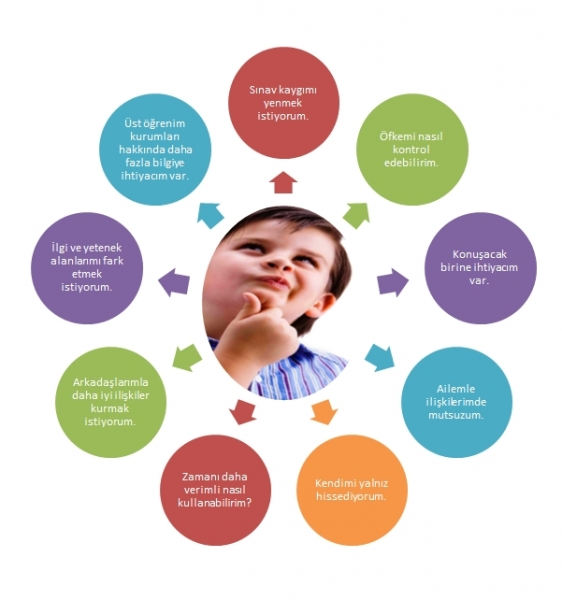 Sınav kaygımı
yenmek
istiyorum.
Öfkemi nasıl
kontrol
edebilirim.
Konuşacak
birine ihtiyacım
var.
Ailemle
ilişkilerimde
mutsuzum.
Kendimi yalnız
hissediyorum.
Zamanı daha
verimli nasıl
kullanabilirim?
Arkadaşlarımla
daha iyi ilişkiler
kurmak
istiyorum.
İlgi ve yetenek
alanlarımı fark
etmek
istiyorum.
Üst öğrenim
kurumları
hakkında daha
fazla bilgiye
ihtiyacım var.